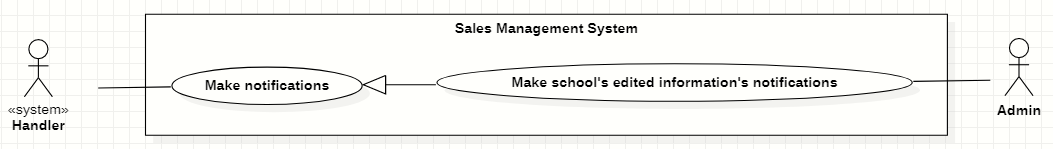 Sales Management System
Make notifications
Make school's edited information's notifications
«system»
Handler
Admin